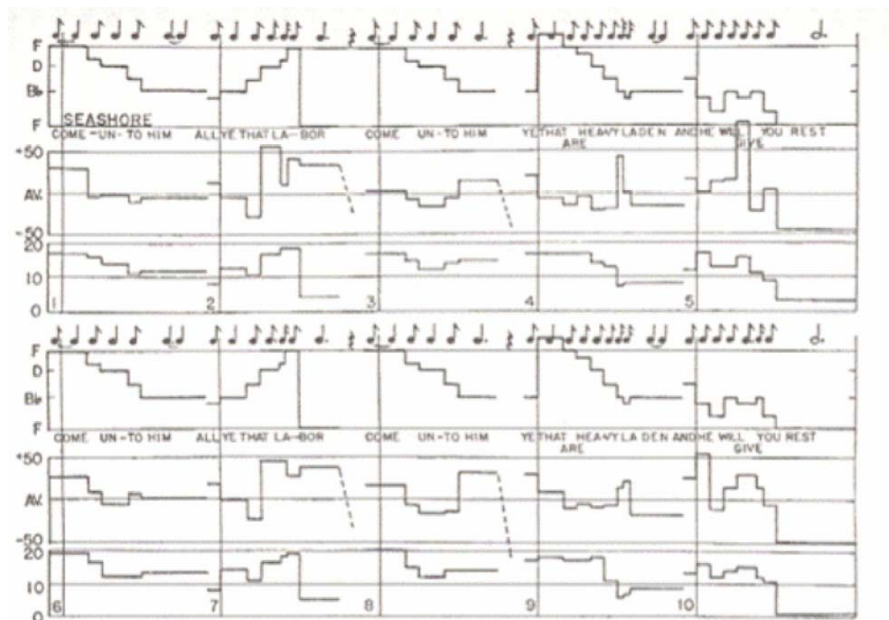 F
D
B♭
SEASHORE
F
COME - UN - TO HIM ALL YE THAT LA - BOR COME UN - TO HIM YE THAT HEAVY LADEN AND HE WILL YOU REST
ARE GIVE
+50
AV.
-50
20
10
0
1 2 3 4 5
F
D
B♭
F
COME UN - TO HIM ALL YE THAT LA - BOR COME UN - TO HIM YE THAT HEAVY LADEN AND HE WILL YOU REST
ARE GIVE
+50
AV.
-50
20
10
0
6 7 8 9 10